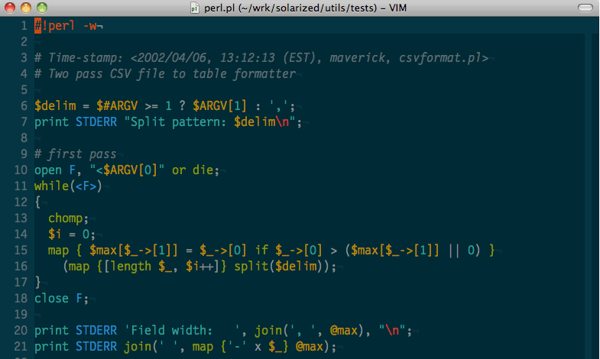 perl.pl (~/wrk/solarized/utils/tests) – VIM
1 #!perl -w¬
2 ¬
3 # Time-stamp: <2002/04/06, 13:12:13 (EST), maverick, csvformat.pl>¬
4 # Two pass CSV file to table formatter¬
5 ¬
6 $delim = $#ARGV >= 1 ? $ARGV[1] : ',';¬
7 print STDERR "Split pattern: $delim\n";¬
8 ¬
9 # first pass¬
10 open F, "<$ARGV[0]" or die;¬
11 while(<F>)¬
12 {¬
13 chomp;¬
14 $i = 0;¬
15 map { $max[$_->[1]] = $_->[0] if $_->[0] > ($max[$_->[1]] || 0) }¬
16 (map {[length $_, $i++]} split($delim));¬
17 }¬
18 close F;¬
19 ¬
20 print STDERR 'Field width:   ', join(', ', @max), "\n";¬
21 print STDERR join(' ', map {'-' x $_} @max);¬